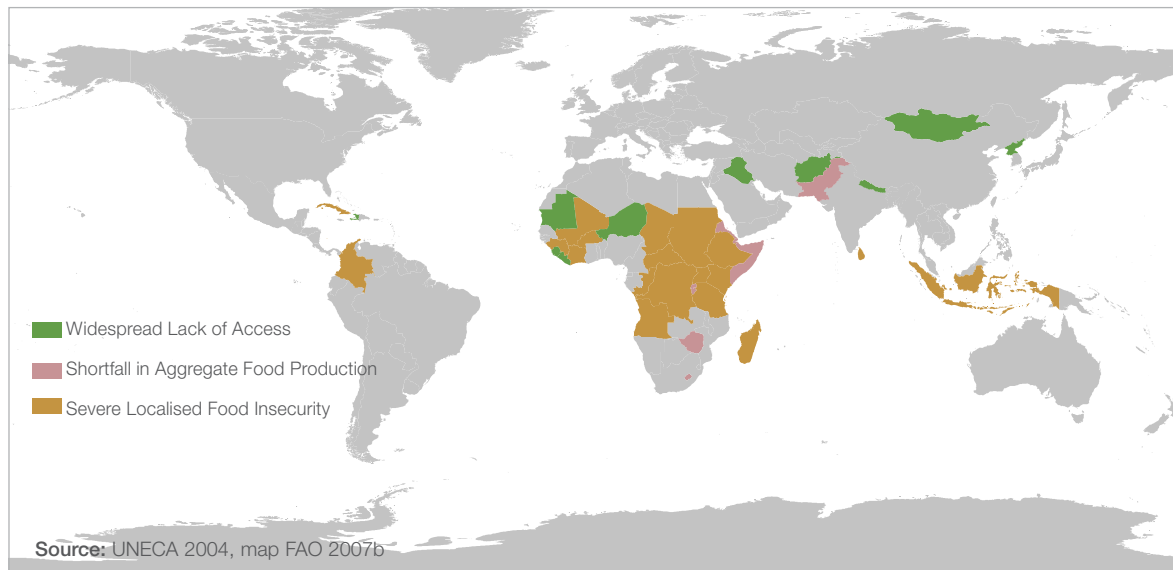 Widespread Lack of Access
Shortfall in Aggregate Food Production
Severe Localised Food Insecurity
Source: UNECA 2004, map FAO 2007b